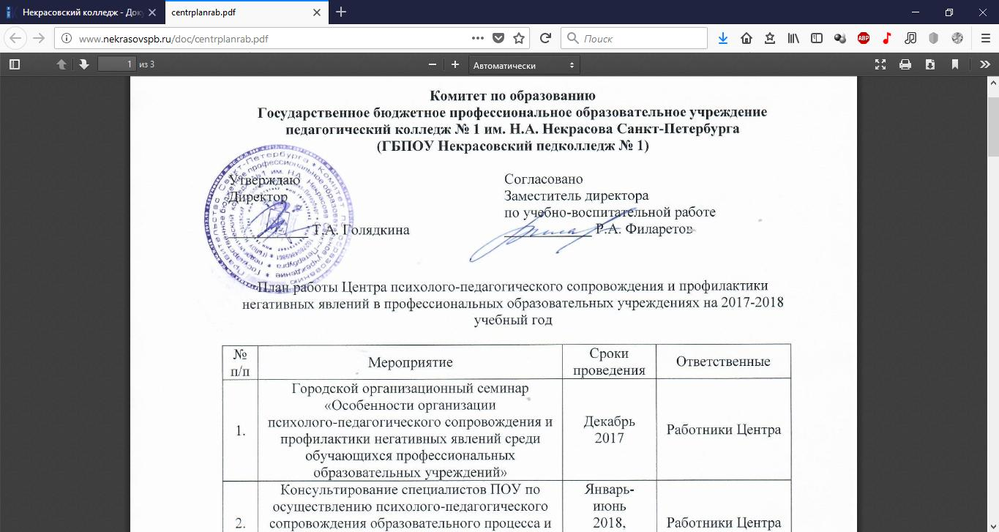 Некрасовский колледж - Доку
centrplanrab.pdf
www.nekrasovspb.ru/doc/centrplanrab.pdf
Поиск
ABP
1 из 3
Автоматически
Комитет по образованию
Государственное бюджетное профессиональное образовательное учреждение
педагогический колледж № 1 им. Н.А. Некрасова Санкт-Петербурга
(ГБПОУ Некрасовский педколледж № 1)
Утверждаю
Директор
Т.А. Голядкина
Согласовано
Заместитель директора
по учебно-воспитательной работе
Р.А. Филаретов
План работы Центра психолого-педагогического сопровождения и профилактики
негативных явлений в профессиональных образовательных учреждениях на 2017-2018
учебный год
№
п/п
Мероприятие
Сроки
проведения
Ответственные
1.
Городской организационный семинар
«Особенности организации
психолого-педагогического сопровождения и
профилактики негативных явлений среди
обучающихся профессиональных
образовательных учреждений»
Декабрь
2017
Работники Центра
2.
Консультирование специалистов ПОУ по
осуществлению психолого-педагогического
сопровождения образовательного процесса и
Январь-
июнь
2018,
Работники Центра